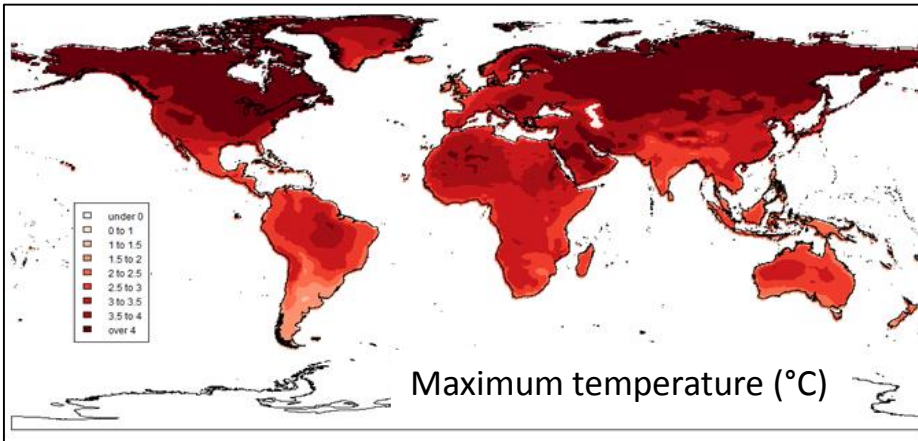 under 0
0 to 1
1 to 1.5
1.5 to 2
2 to 2.5
2.5 to 3
3 to 3.5
3.5 to 4
over 4
Maximum temperature (°C)